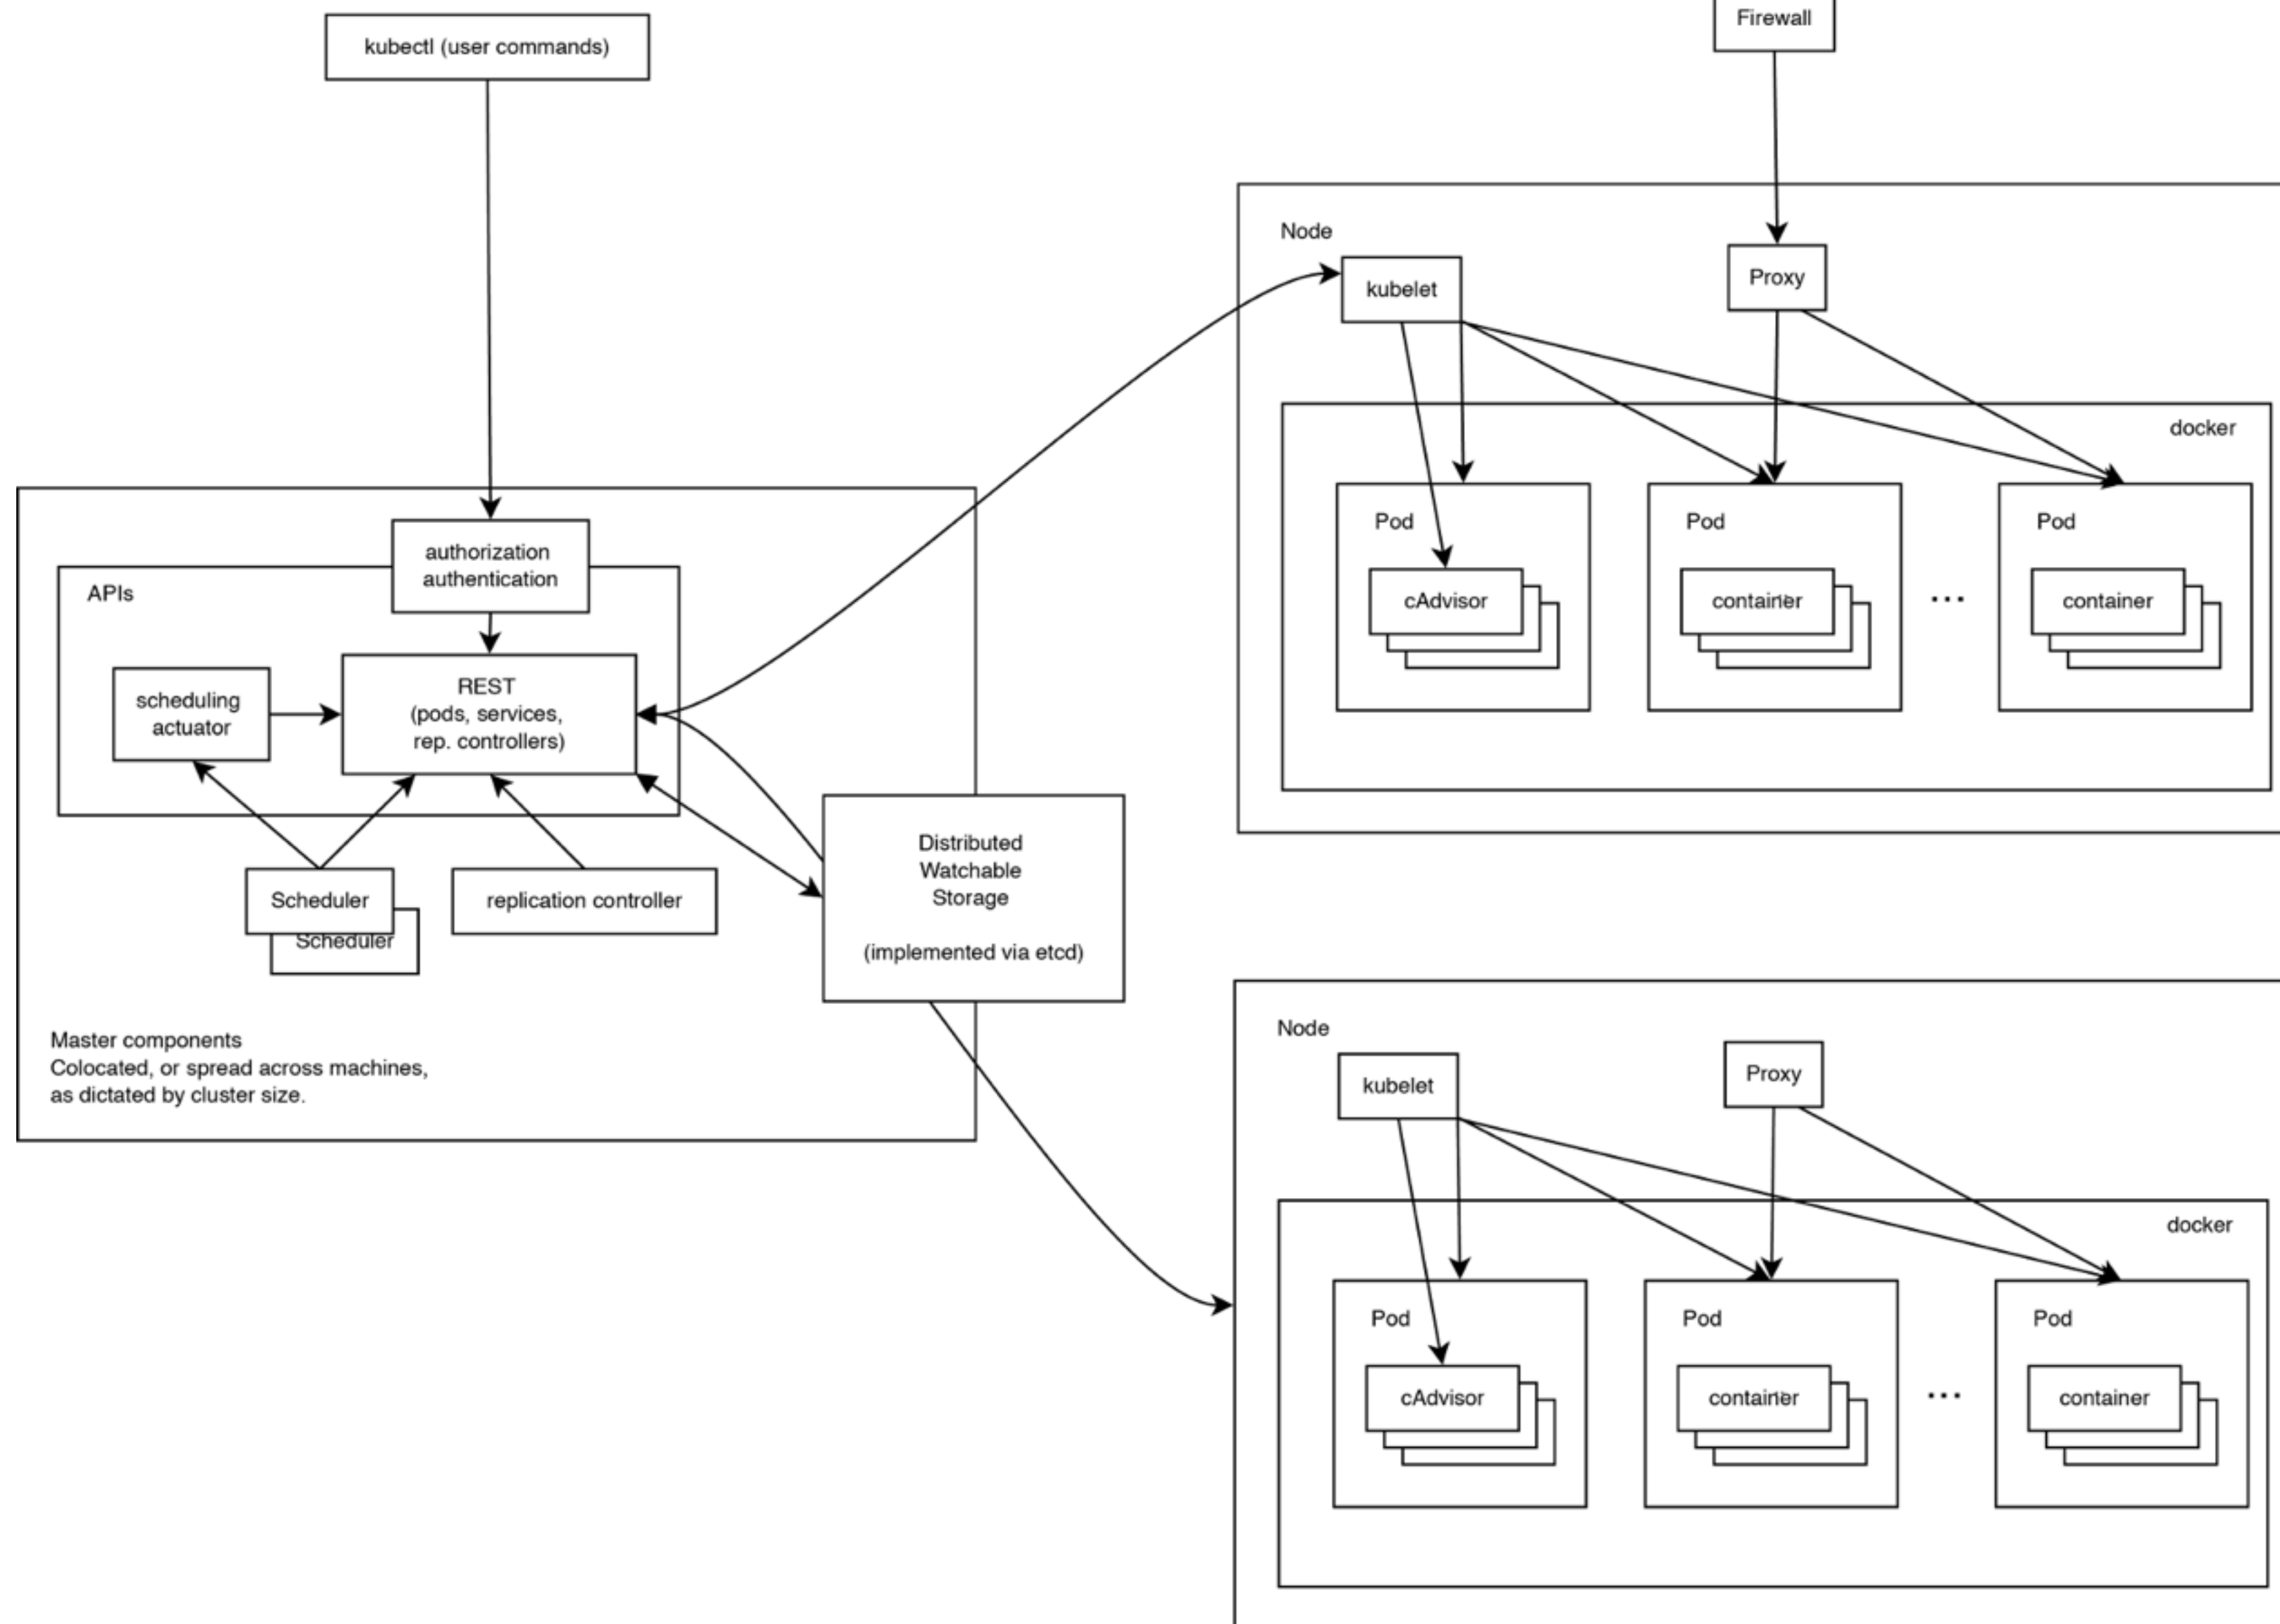 kubectl (user commands)
Firewall
authorization
authentication
APIs
scheduling
actuator
REST
(pods, services,
rep. controllers)
Scheduler
Scheduler
replication controller
Distributed
Watchable
Storage
(implemented via etcd)
Master components
Colocated, or spread across machines,
as dictated by cluster size.
Node
kubelet
Proxy
docker
Pod
cAdvisor
Pod
container
...
Pod
container
Node
kubelet
Proxy
docker
Pod
cAdvisor
Pod
container
...
Pod
container